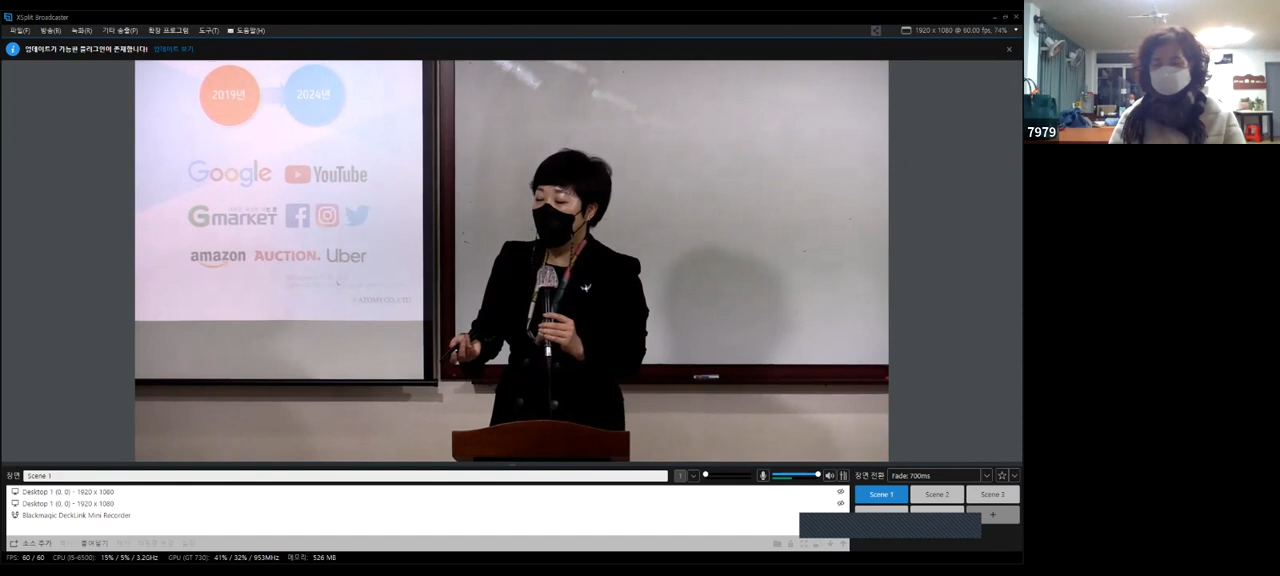 XSplit Broadcaster
파일(F) 방송(B) 녹화(R) 기타 송출(P) 확장 프로그램 도구(T) 도움말(H)
1920 x 1080 @ 60.00 fps, 74%
업데이트가 가능한 플러그인이 존재합니다! 업데이트 보기
2019년 2024년
Google YouTube
Gmarket
amazon AUCTION. Uber
7979
장면 Scene 1
장면 전환 Fade: 700ms
Desktop 1 (0, 0) - 1920 x 1080
Desktop 1 (0, 0) - 1920 x 1080
Blackmagic DeckLink Mini Recorder
Scene 1 Scene 2 Scene 3
소스 추가 붙여넣기
FPS: 60 / 60 CPU (i5-6500): 15% / 5% / 3.2GHz GPU (GT 730): 41% / 32% / 953MHz 메모리: 526 MB